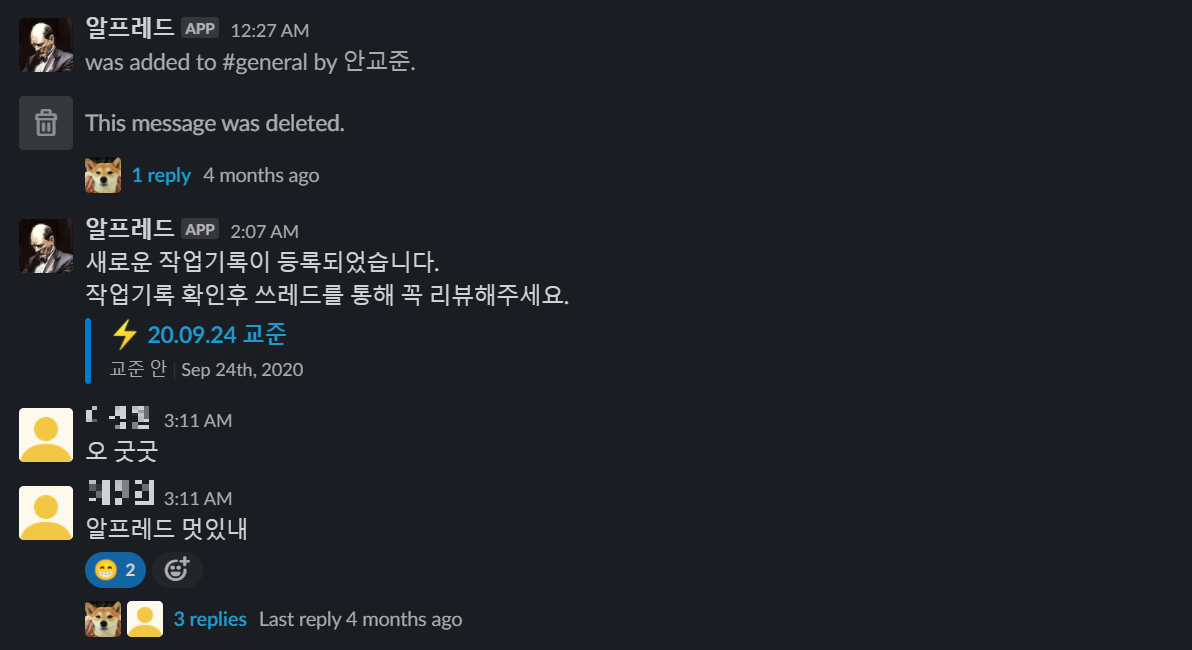 알프레드 APP 12:27 AM
was added to #general by 안교준.
This message was deleted.
1 reply 4 months ago
알프레드 APP 2:07 AM
새로운 작업기록이 등록되었습니다.
작업기록 확인후 쓰레드를 통해 꼭 리뷰해주세요.
⚡ 20.09.24 교준
교준 안 | Sep 24th, 2020
3:11 AM
오 굿굿
3:11 AM
알프레드 멋있내
😁 2
3 replies Last reply 4 months ago